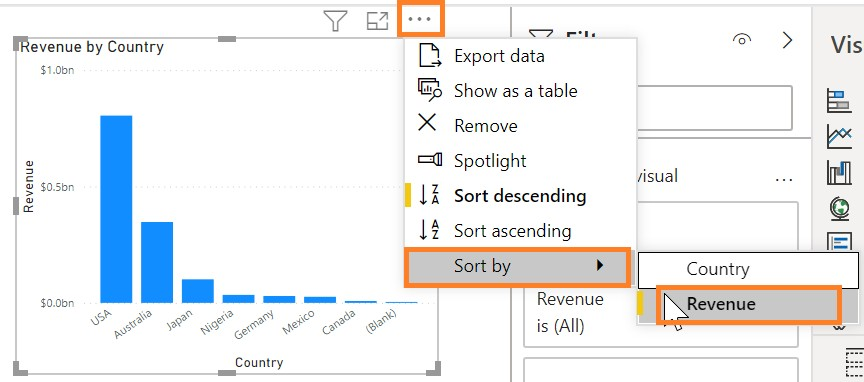 Revenue by Country
$1.0bn
$0.5bn
$0.0bn
Revenue
USA
Australia
Japan
Nigeria
Germany
Mexico
Canada
(Blank)
Country
Export data
Show as a table
Remove
Spotlight
Sort descending
Sort ascending
Sort by
Country
Revenue
visual
...
Revenue
is (All)
Vis